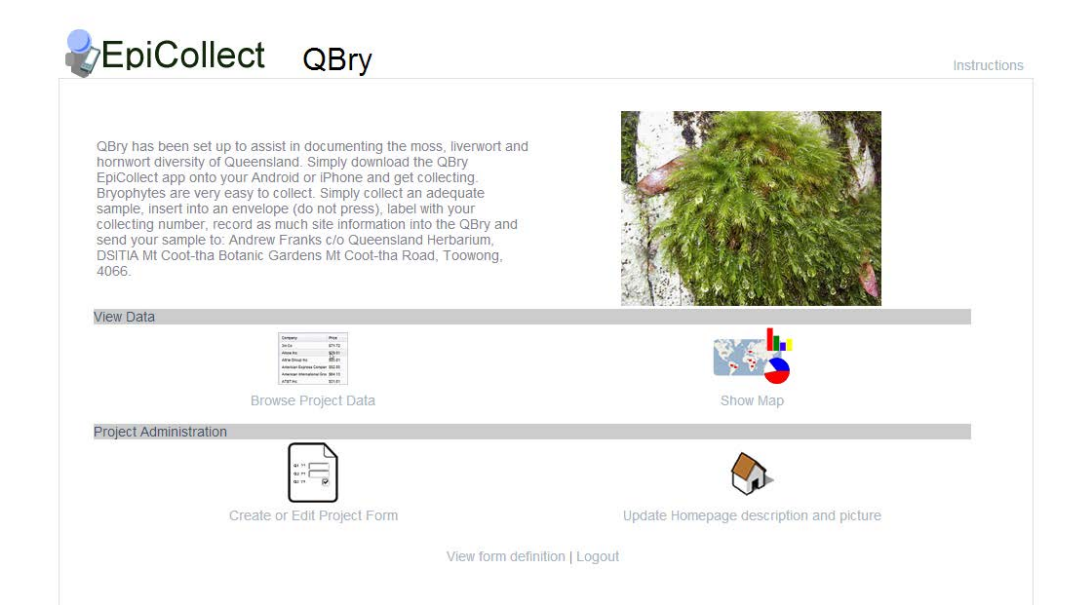 EpiCollect QBry
Instructions
QBry has been set up to assist in documenting the moss, liverwort and
hornwort diversity of Queensland. Simply download the QBry
EpiCollect app onto your Android or iPhone and get collecting.
Bryophytes are very easy to collect. Simply collect an adequate
sample, insert into an envelope (do not press), label with your
collecting number, record as much site information into the QBry and
send your sample to: Andrew Franks c/o Queensland Herbarium,
DSITIA Mt Coot-tha Botanic Gardens Mt Coot-tha Road, Toowong,
4066.
View Data
Company Price
Browse Project Data
Show Map
Project Administration
Create or Edit Project Form
Update Homepage description and picture
View form definition | Logout